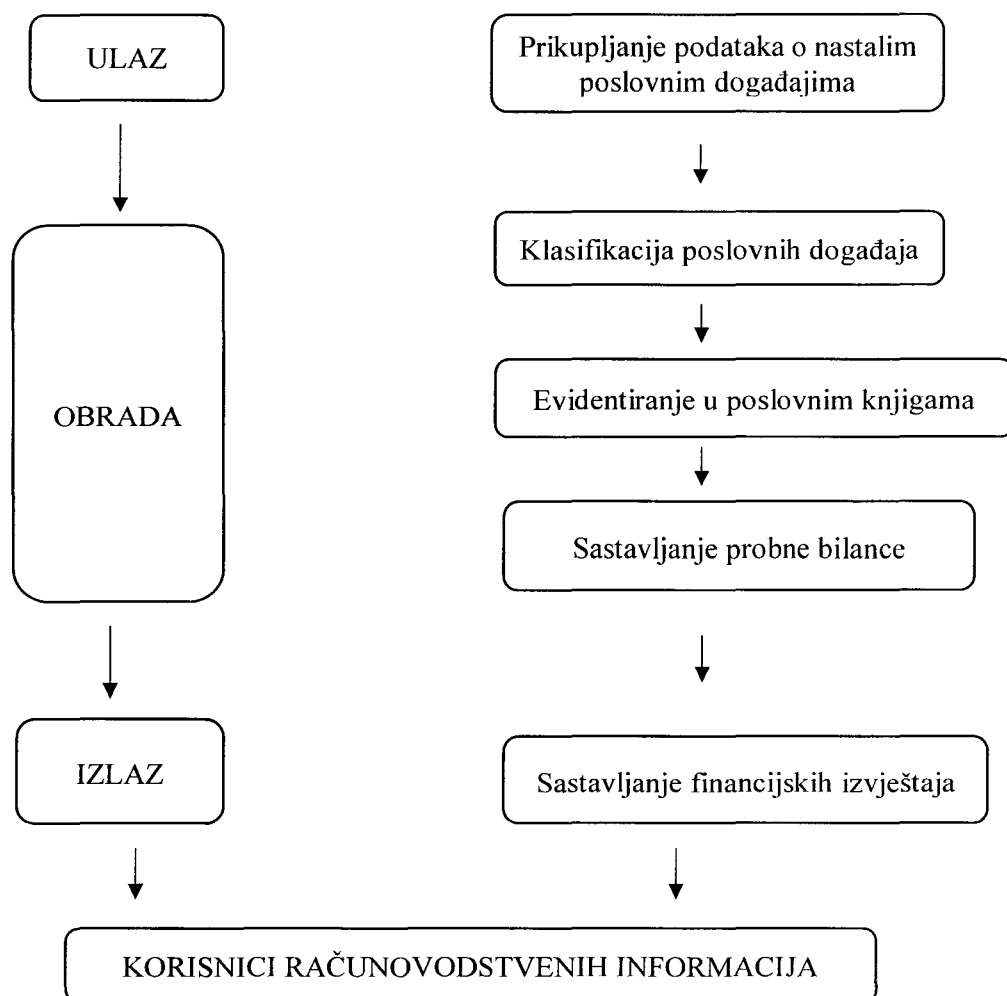 ULAZ
Prikupljanje podataka o nastalim
poslovnim događajima
Klasifikacija poslovnih događaja
OBRADA
Evidentiranje u poslovnim knjigama
Sastavljanje probne bilance
IZLAZ
Sastavljanje financijskih izvještaja
KORISNICI RAČUNOVODSTVENIH INFORMACIJA